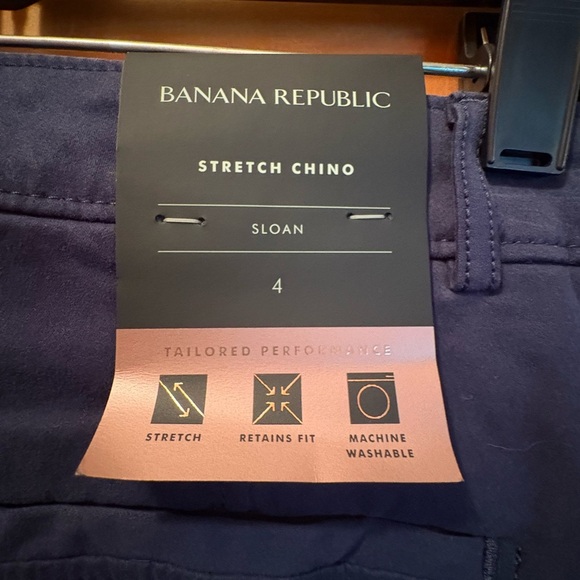 BANANA REPUBLIC
STRETCH CHINO
SLOAN
4
TAILORED PERFORMANCE
STRETCH
RETAINS FIT
MACHINE
WASHABLE